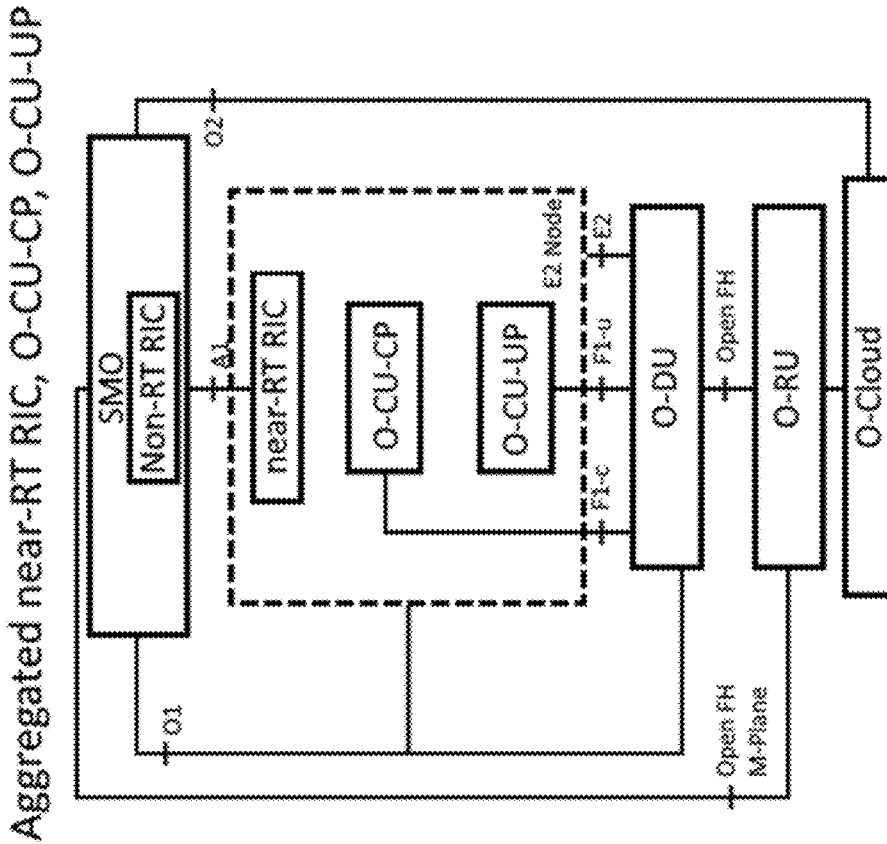 Aggregated near-RT RIC, O-CU-CP, O-CU-UP
SMO
Non-RT RIC
O1
O2
A1
near-RT RIC
O-CU-CP
O-CU-UP
E2 Node
F1-c
F1-u
E2
O-DU
Open FH
Open FH
M-Plane
O-RU
O-Cloud